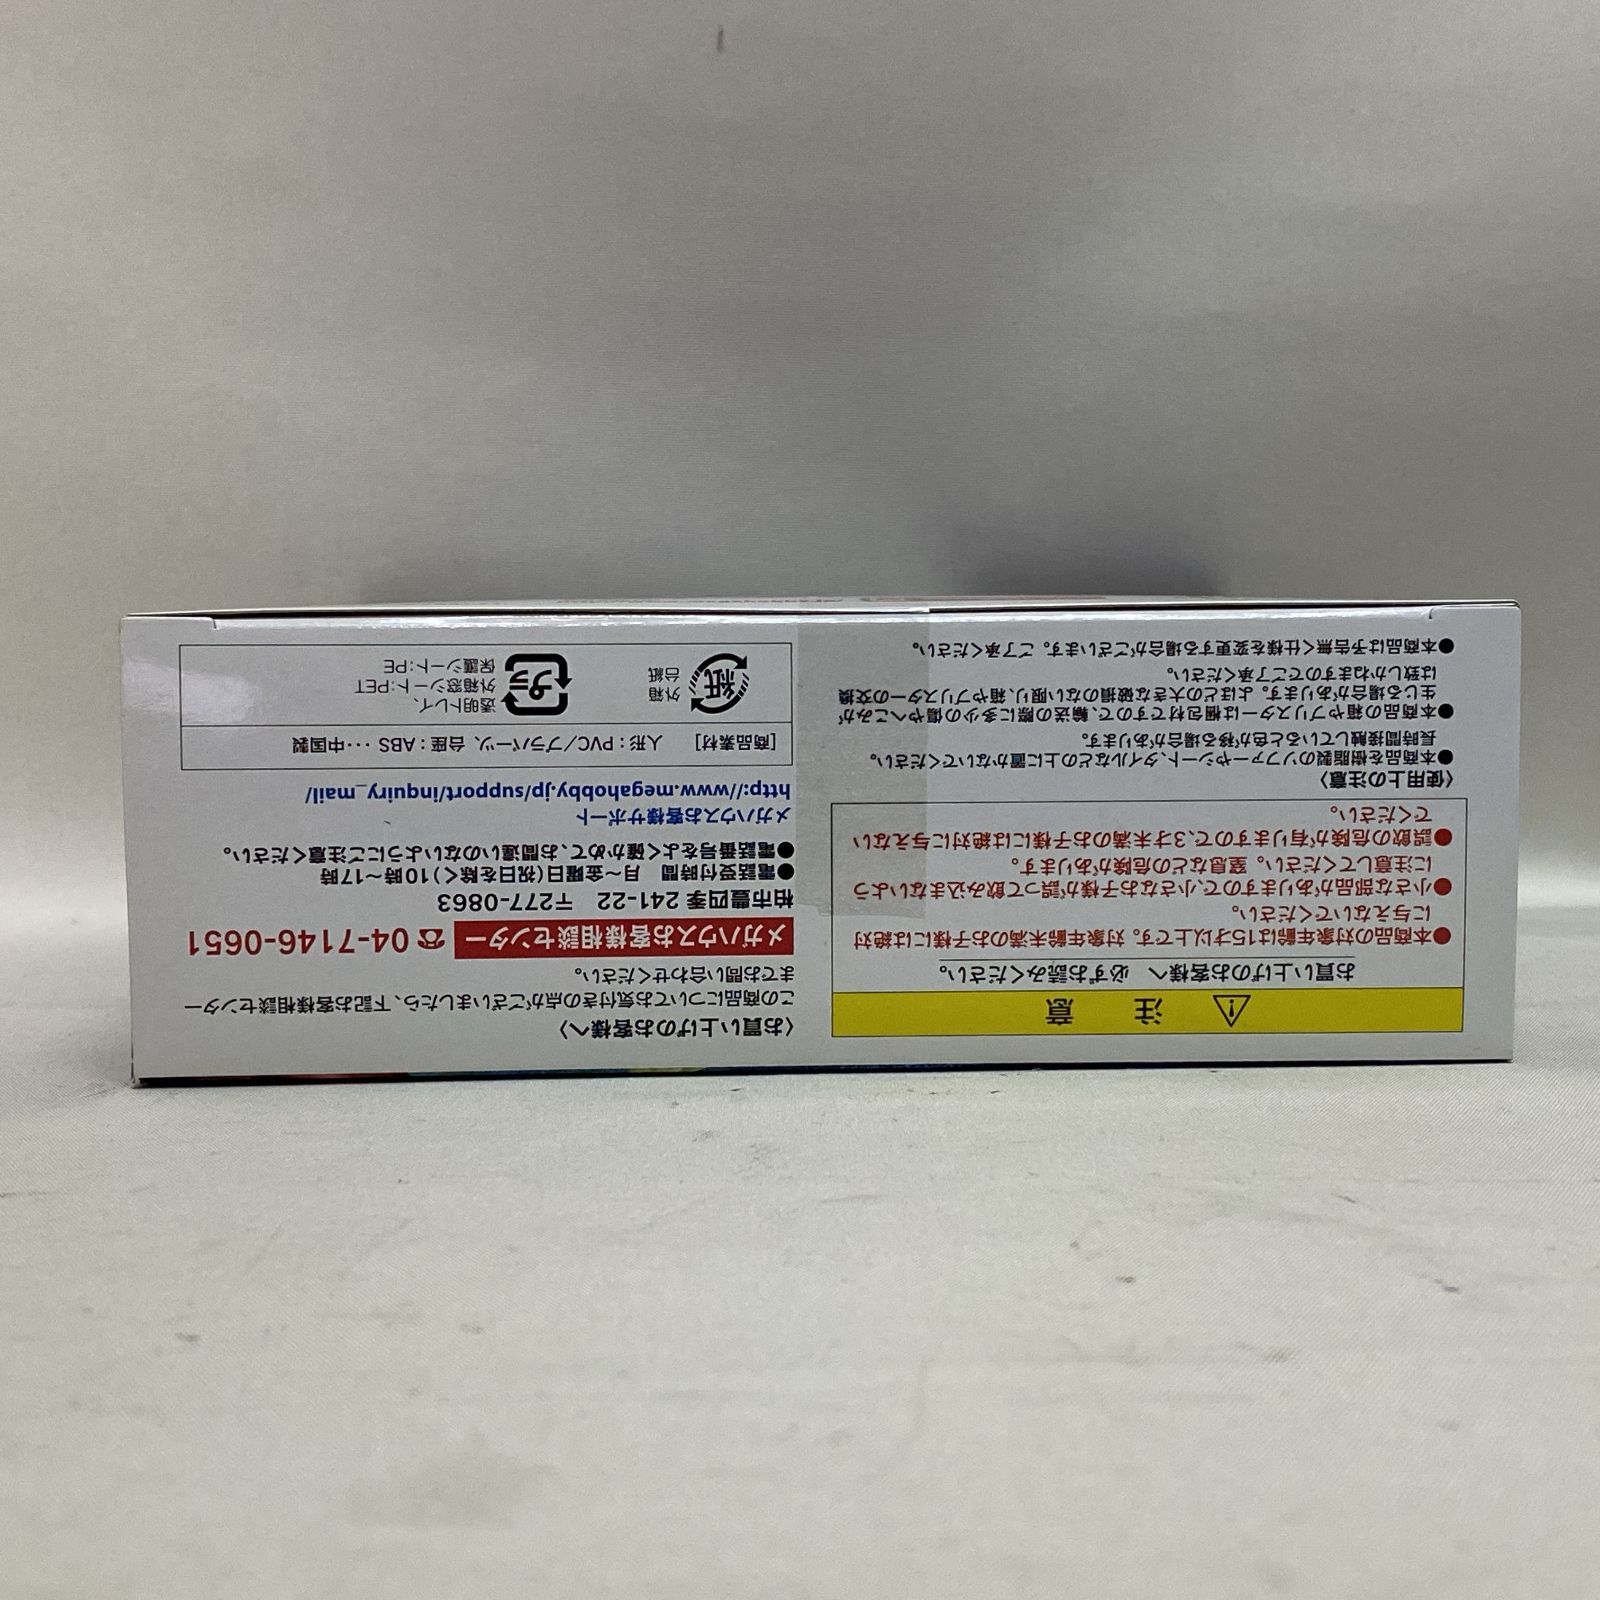 ⚠ 注 意
お買い上げのお客様へ 必ずお読みください。
●本商品の対象年齢は15才以上です。対象年齢未満のお子様には絶対
に与えないでください。
●小さな部品がありますので、小さなお子様が誤って飲み込まないよう
に注意してください。窒息などの危険があります。
●誤飲の危険が有りますので、3才未満のお子様には絶対に与えない
でください。
〈使用上の注意〉
●本商品を樹脂製のソファーやシート、タイルなどの上に置かないでください。
長時間接触していると色が移る場合があります。
●本商品の箱やブリスターは梱包材ですので、輸送の際に多少の傷やへこみが
生じる場合があります。よほどの大きな破損のない限り、箱やブリスターの交換
は致しかねますのでご了承ください。
●本商品は予告無く仕様を変更する場合がございます。ご了承ください。
〈お買い上げのお客様へ〉
この商品についてお気付きの点がございましたら、下記お客様相談センター
までお問い合わせください。
メガハウスお客様相談センター ☎04-7146-0651
柏市豊四季 241-22 〒277-0863
●電話受付時間 月〜金曜日(祝日を除く)10時〜17時
●電話番号をよく確かめて、お間違いのないようにご注意ください。
メガハウスお客様サポート
http://www.megahobby.jp/support/inquiry_mail/
[商品素材] 人形：PVC／プラパーツ、台座：ABS …中国製
紙
外箱
台紙
プラ
透明トレイ、
外箱窓シート:PET
保護シート:PE